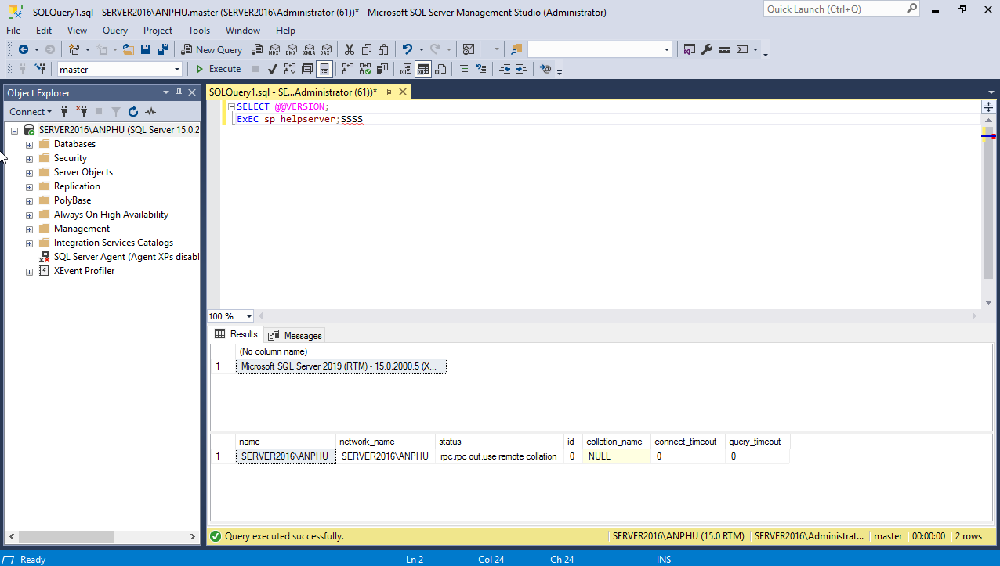 SQLQuery1.sql - SERVER2016\ANPHU.master (SERVER2016\Administrator (61))* - Microsoft SQL Server Management Studio (Administrator)
Quick Launch (Ctrl+Q)
File Edit View Query Project Tools Window Help
New Query
MDX DMX XMLA DAX
master
Execute
Object Explorer
Connect
SERVER2016\ANPHU (SQL Server 15.0.2
Databases
Security
Server Objects
Replication
PolyBase
Always On High Availability
Management
Integration Services Catalogs
SQL Server Agent (Agent XPs disabl
XEvent Profiler
SQLQuery1.sql - SE...Administrator (61))*
SELECT @@VERSION;
ExEC sp_helpserver;SSSS
100 %
Results Messages
(No column name)
1 Microsoft SQL Server 2019 (RTM) - 15.0.2000.5 (X...
name network_name status id collation_name connect_timeout query_timeout
1 SERVER2016\ANPHU SERVER2016\ANPHU rpc,rpc out,use remote collation 0 NULL 0 0
Query executed successfully. SERVER2016\ANPHU (15.0 RTM) SERVER2016\Administrat... master 00:00:00 2 rows
Ready Ln 2 Col 24 Ch 24 INS